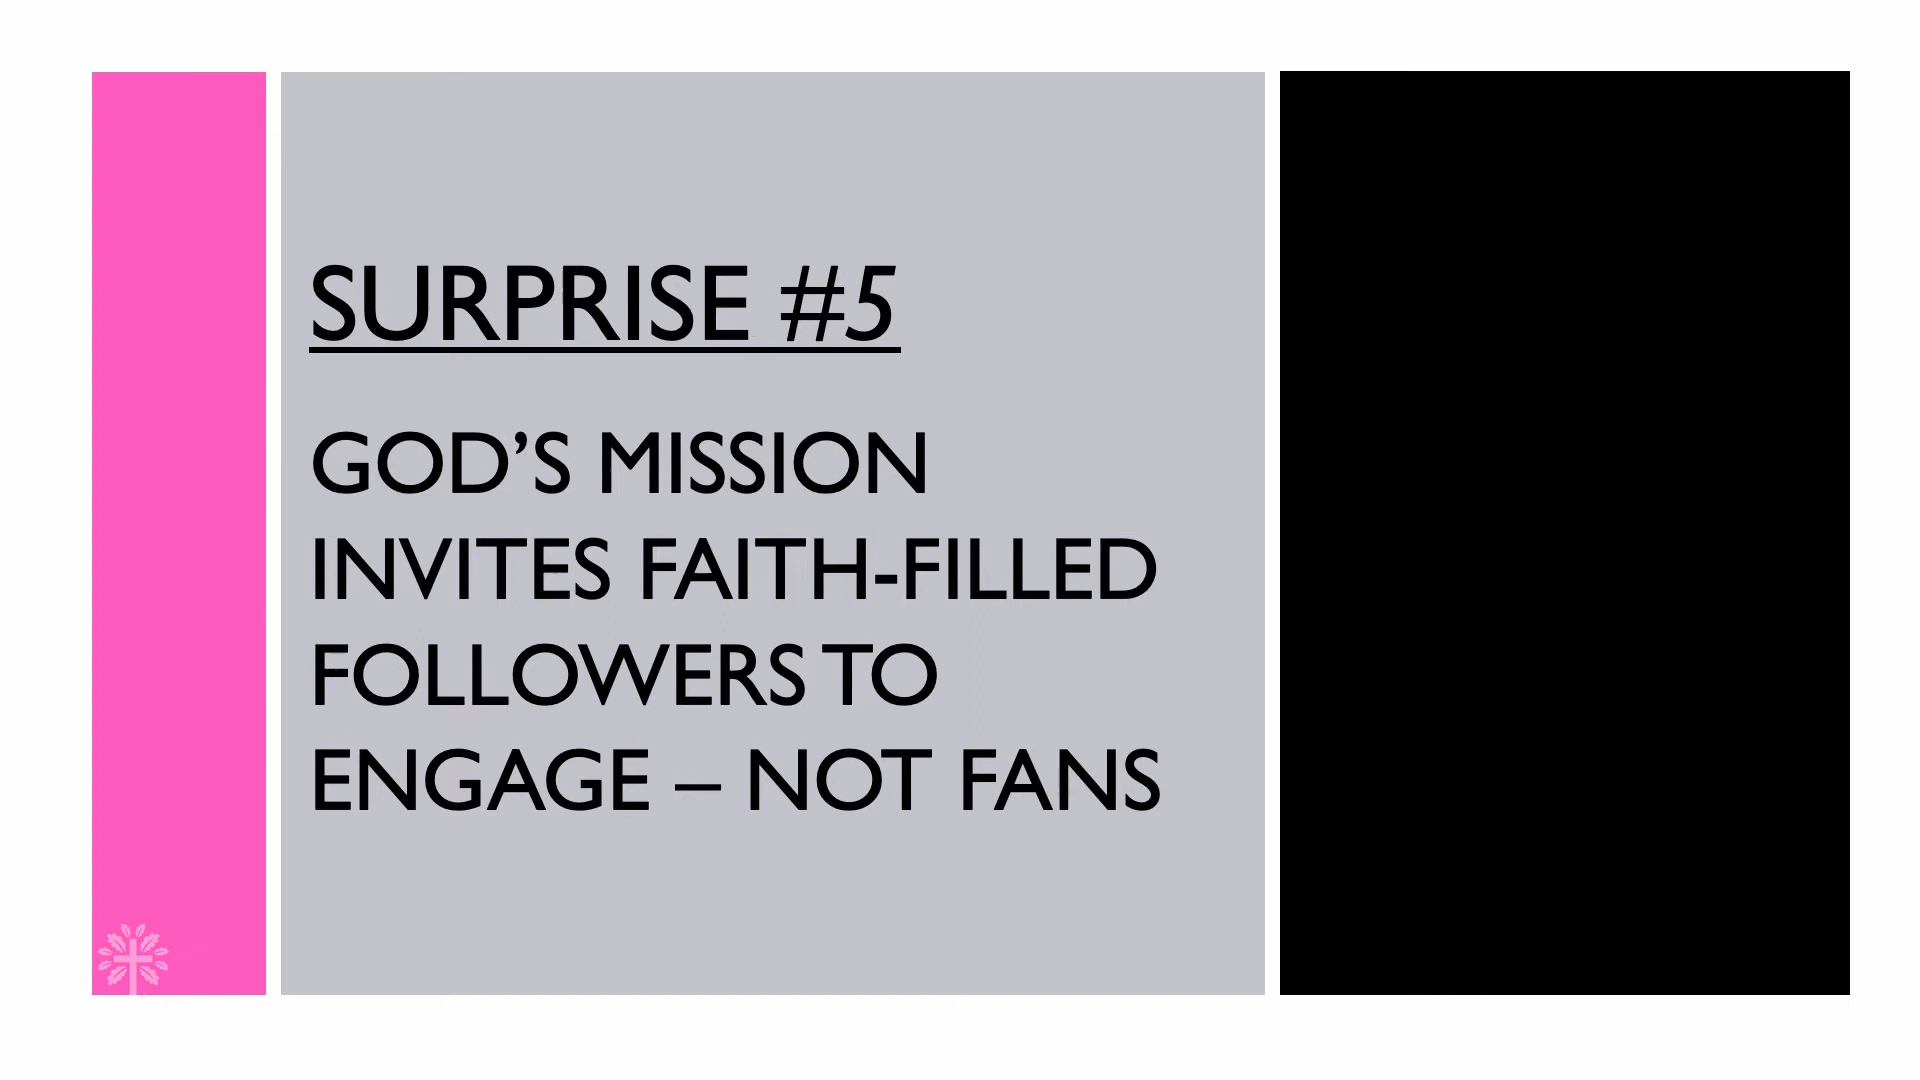 SURPRISE #5
GOD’S MISSION
INVITES FAITH-FILLED
FOLLOWERS TO
ENGAGE – NOT FANS